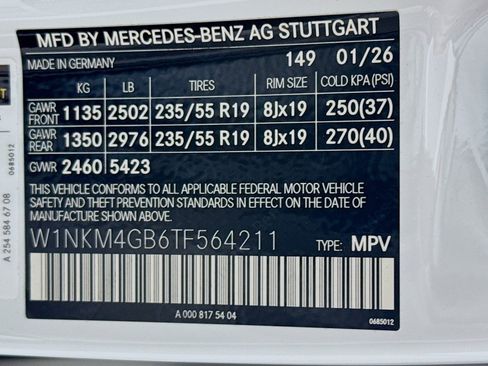 MFD BY MERCEDES-BENZ AG STUTTGART
MADE IN GERMANY 149 01/26
KG LB TIRES RIM SIZE COLD KPA(PSI)
GAWR FRONT 1135 2502 235/55 R19 8Jx19 250(37)
GAWR REAR 1350 2976 235/55 R19 8Jx19 270(40)
GVWR 2460 5423
THIS VEHICLE CONFORMS TO ALL APPLICABLE FEDERAL MOTOR VEHICLE
SAFETY AND THEFT PREVENTION STANDARDS IN EFFECT ON THE DATE
OF MANUFACTURE SHOWN ABOVE.
W1NKM4GB6TF564211 TYPE: MPV
A 000 817 54 04
0685012
A 254 584 67 08
0685012